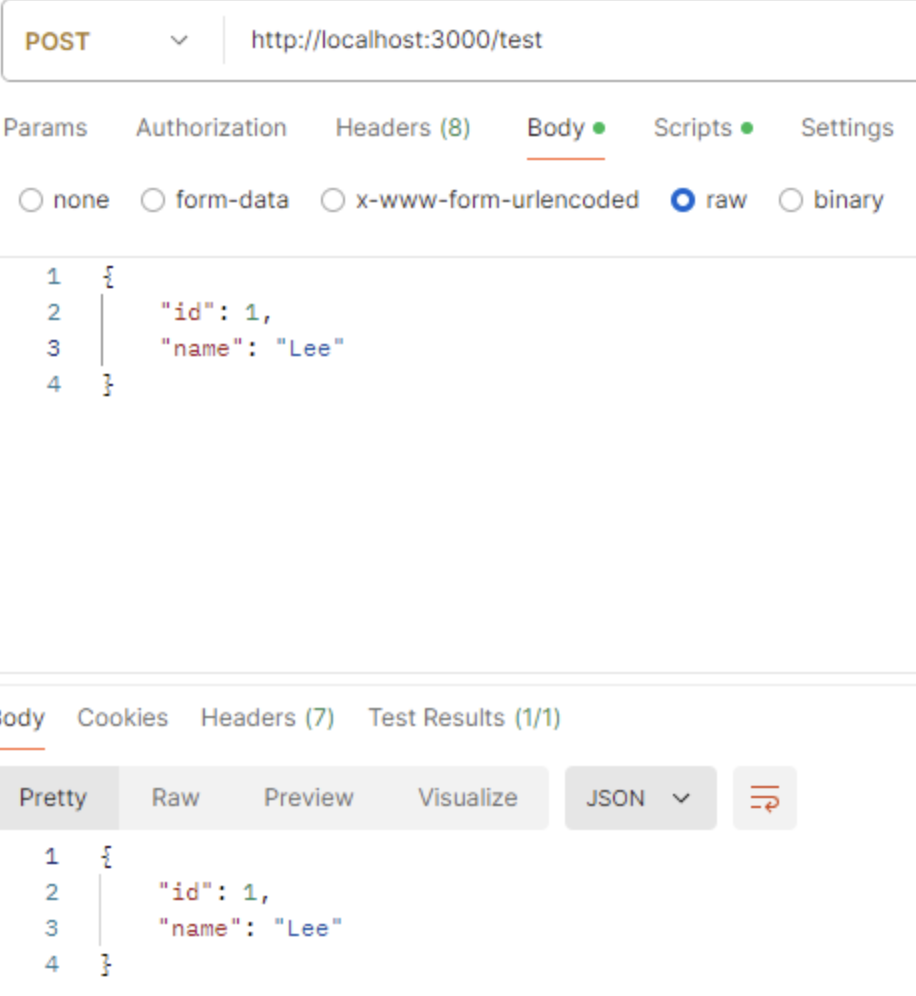 POST http://localhost:3000/test
Params Authorization Headers (8) Body Scripts Settings
none form-data x-www-form-urlencoded raw binary
1 {
2 "id": 1,
3 "name": "Lee"
4 }
Body Cookies Headers (7) Test Results (1/1)
Pretty Raw Preview Visualize JSON
1 {
2 "id": 1,
3 "name": "Lee"
4 }